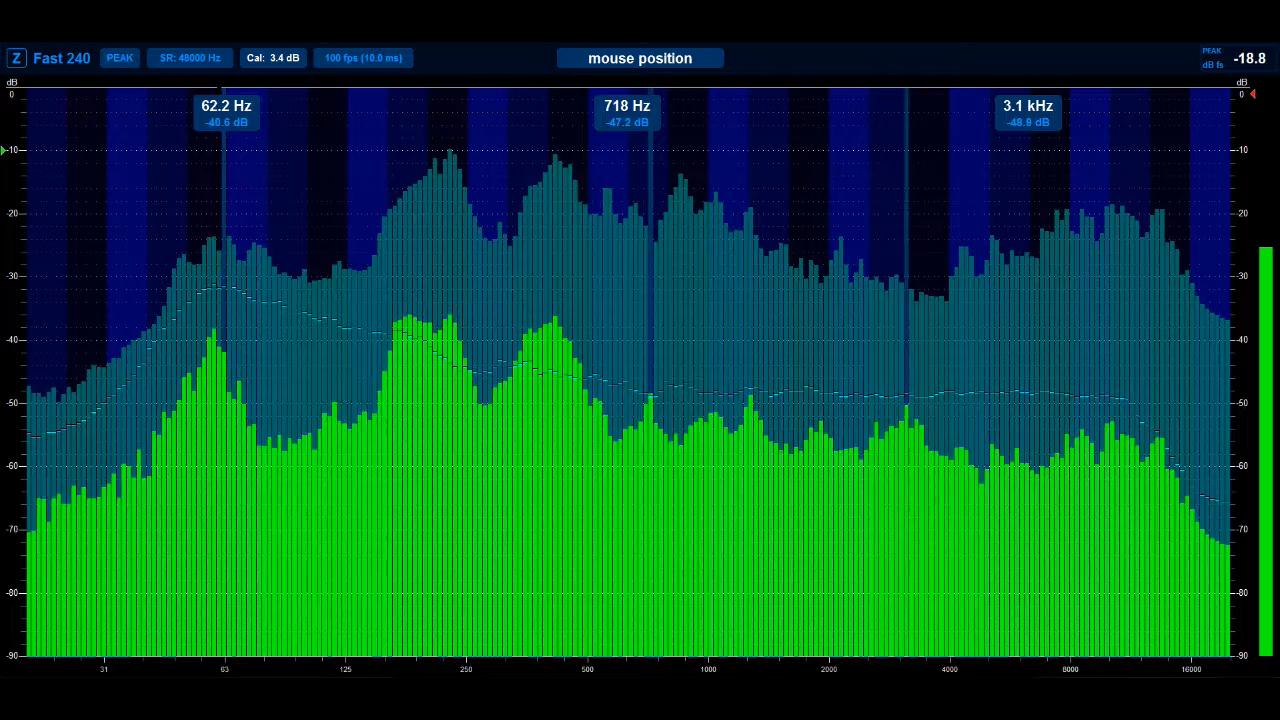 Z Fast 240 PEAK SR: 48000 Hz Cal: 3.4 dB 100 fps (10.0 ms) mouse position PEAK dB fs -18.8
dB dB
0 62.2 Hz 718 Hz 3.1 kHz 0
-40.6 dB -47.2 dB -48.9 dB
-10 -10
-20 -20
-30 -30
-40 -40
-50 -50
-60 -60
-70 -70
-80 -80
-90 -90
31 63 125 250 500 1000 2000 4000 8000 16000